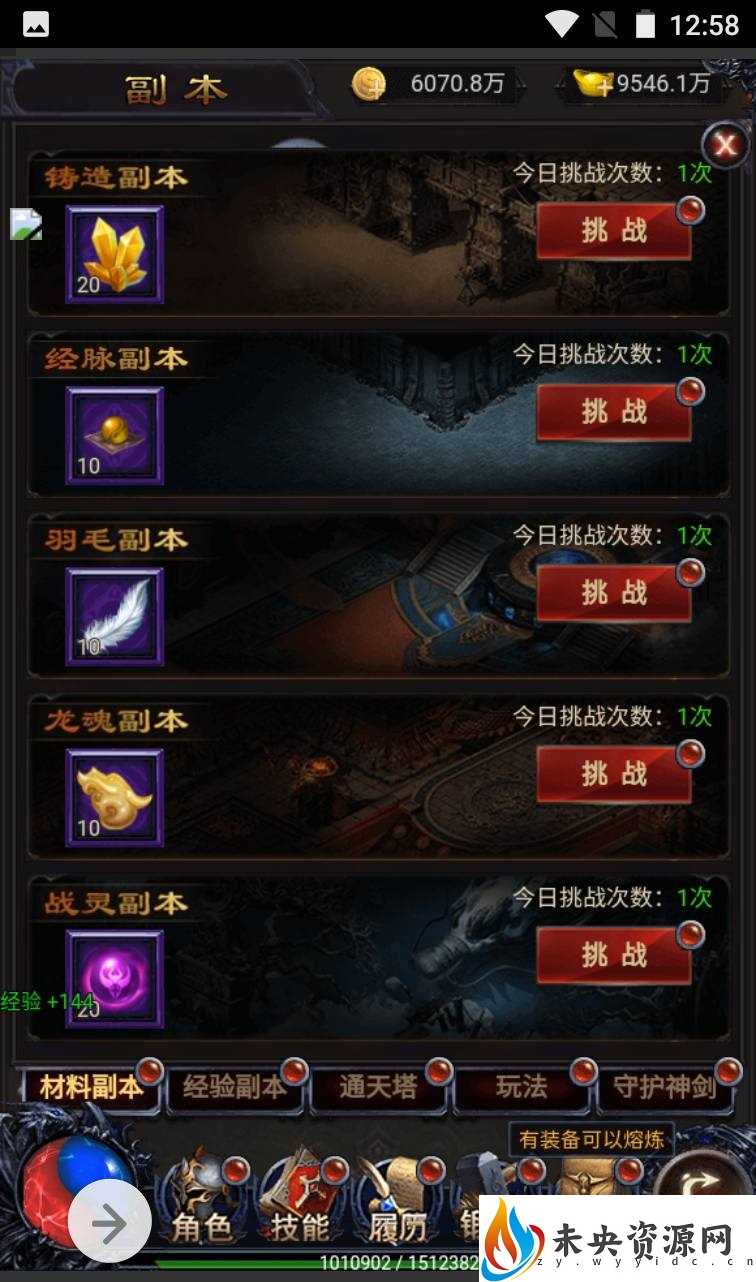 12:58
副本
6070.8万
9546.1万
铸造副本
今日挑战次数：1次
20
挑战
经脉副本
今日挑战次数：1次
10
挑战
羽毛副本
今日挑战次数：1次
10
挑战
龙魂副本
今日挑战次数：1次
10
挑战
战灵副本
今日挑战次数：1次
20
挑战
经验 +144
材料副本 经验副本 通天塔 玩法 守护神剑
有装备可以熔炼
角色 技能 履历
1010902 / 1512382
未央资源网
zy.wyyidc.cn